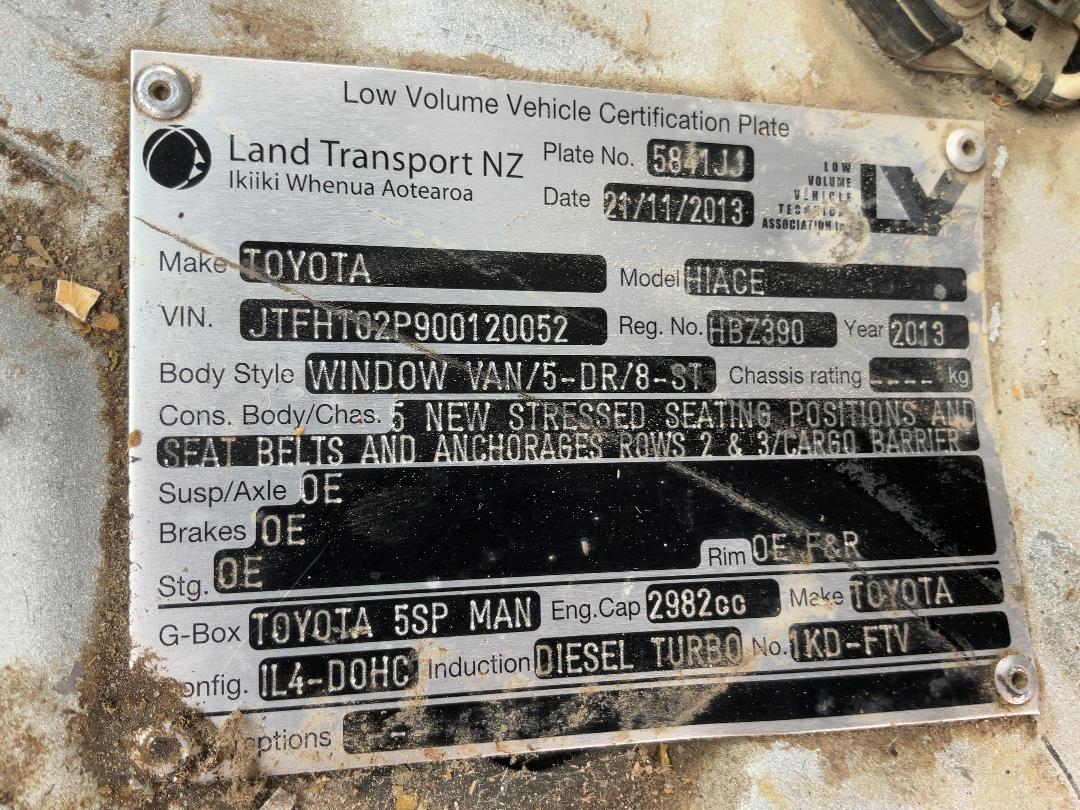 Low Volume Vehicle Certification Plate
Land Transport NZ
Ikiiki Whenua Aotearoa
Plate No. 5841JJ
Date 21/11/2013
LOW
VOLUME
VEHICLE
TECHNICAL
ASSOCIATION
LV
Make TOYOTA Model HIACE
VIN. JTFHT02P900120052 Reg. No. HBZ390 Year 2013
Body Style WINDOW VAN/5-DR/8-ST Chassis rating ---- kg
Cons. Body/Chas. 5 NEW STRESSED SEATING POSITIONS AND
SEAT BELTS AND ANCHORAGES ROWS 2 & 3/CARGO BARRIER
Susp/Axle OE
Brakes OE
Stg. OE Rim OE F&R
G-Box TOYOTA 5SP MAN Eng.Cap 2982cc Make TOYOTA
onfig. IL4-DOHC Induction DIESEL TURBO No. 1KD-FTV
ptions -